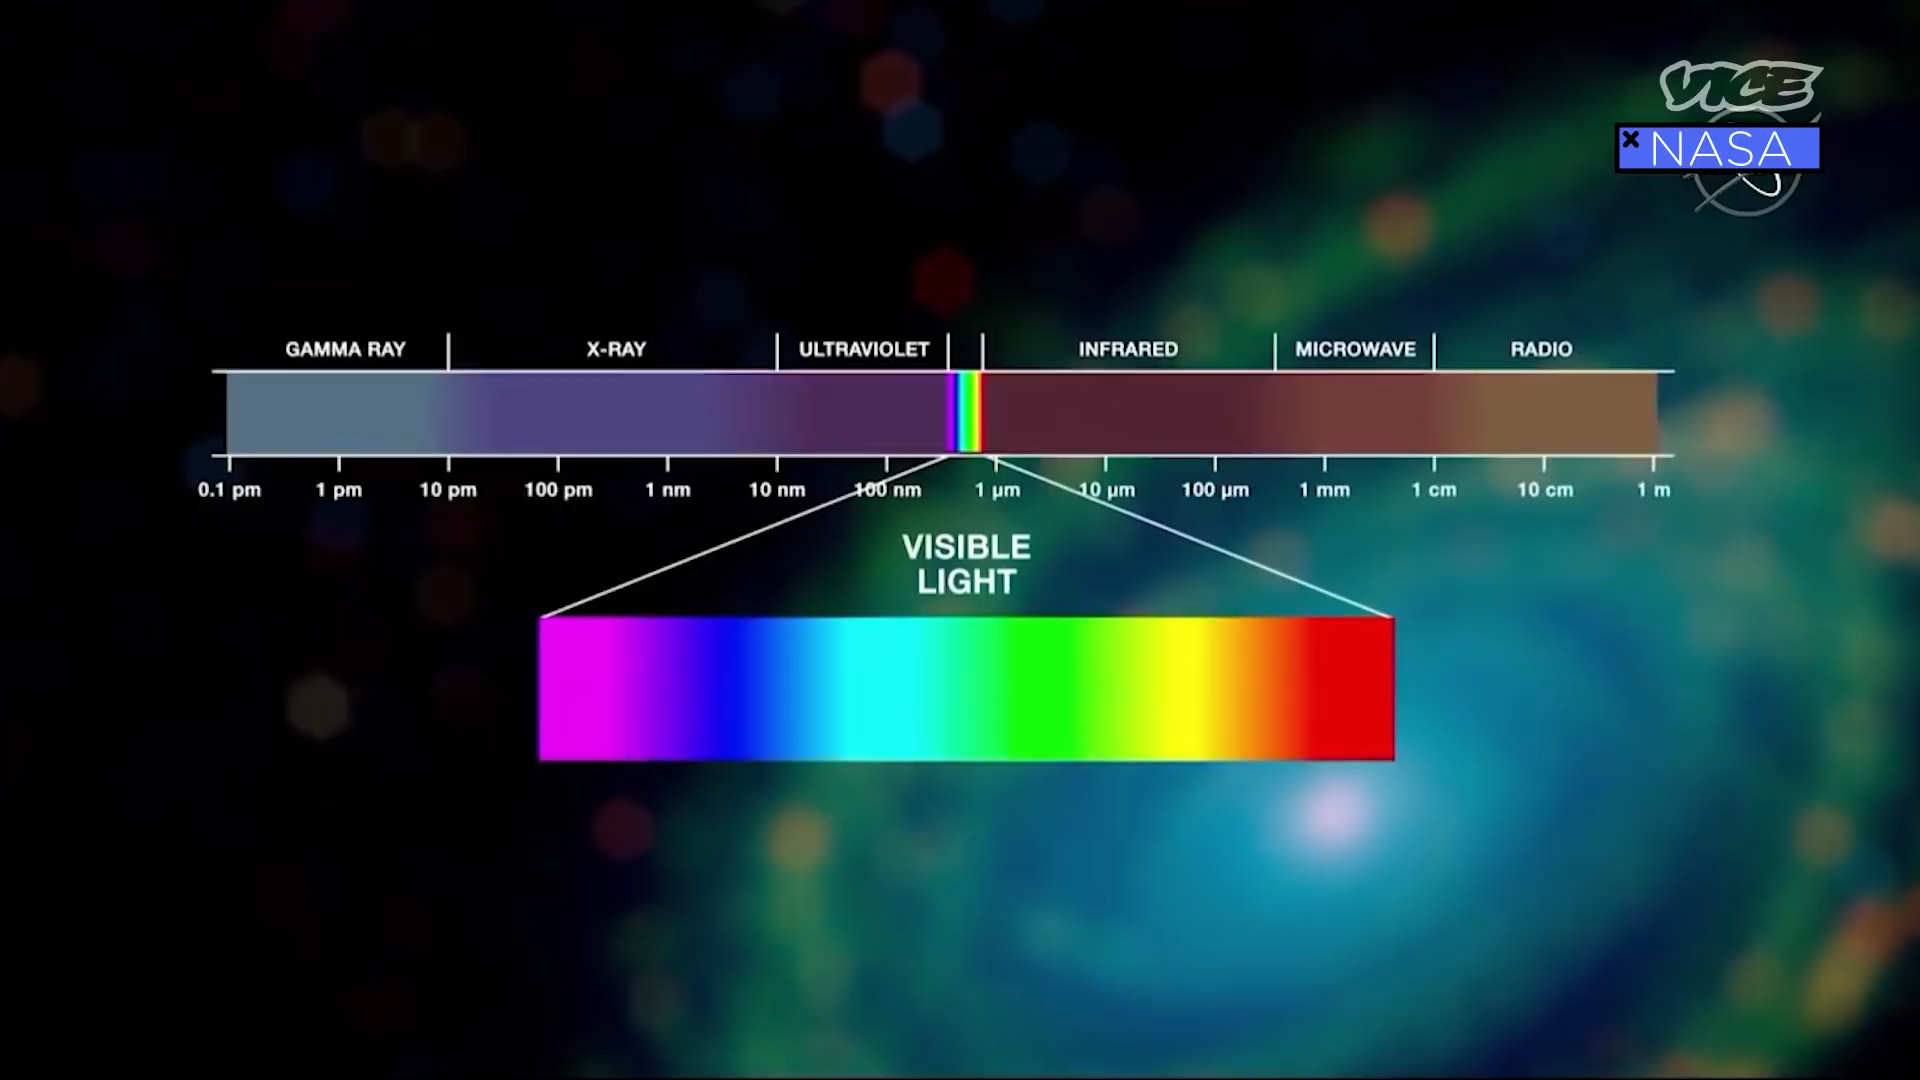 VICE
NASA
GAMMA RAY X-RAY ULTRAVIOLET INFRARED MICROWAVE RADIO
0.1 pm 1 pm 10 pm 100 pm 1 nm 10 nm 100 nm 1 µm 10 µm 100 µm 1 mm 1 cm 10 cm 1 m
VISIBLE
LIGHT